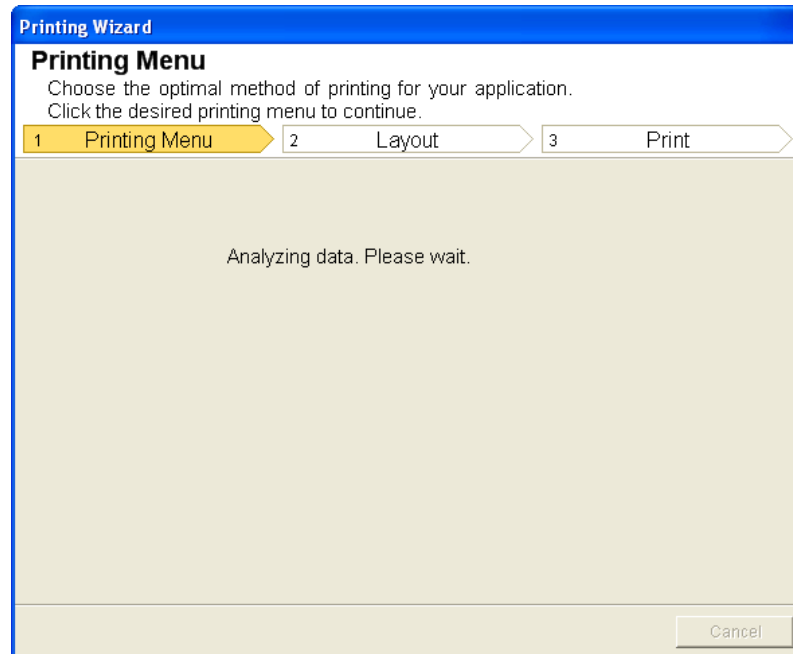 Printing Wizard
Printing Menu
Choose the optimal method of printing for your application.
Click the desired printing menu to continue.
1 Printing Menu 2 Layout 3 Print
Analyzing data. Please wait.
Cancel